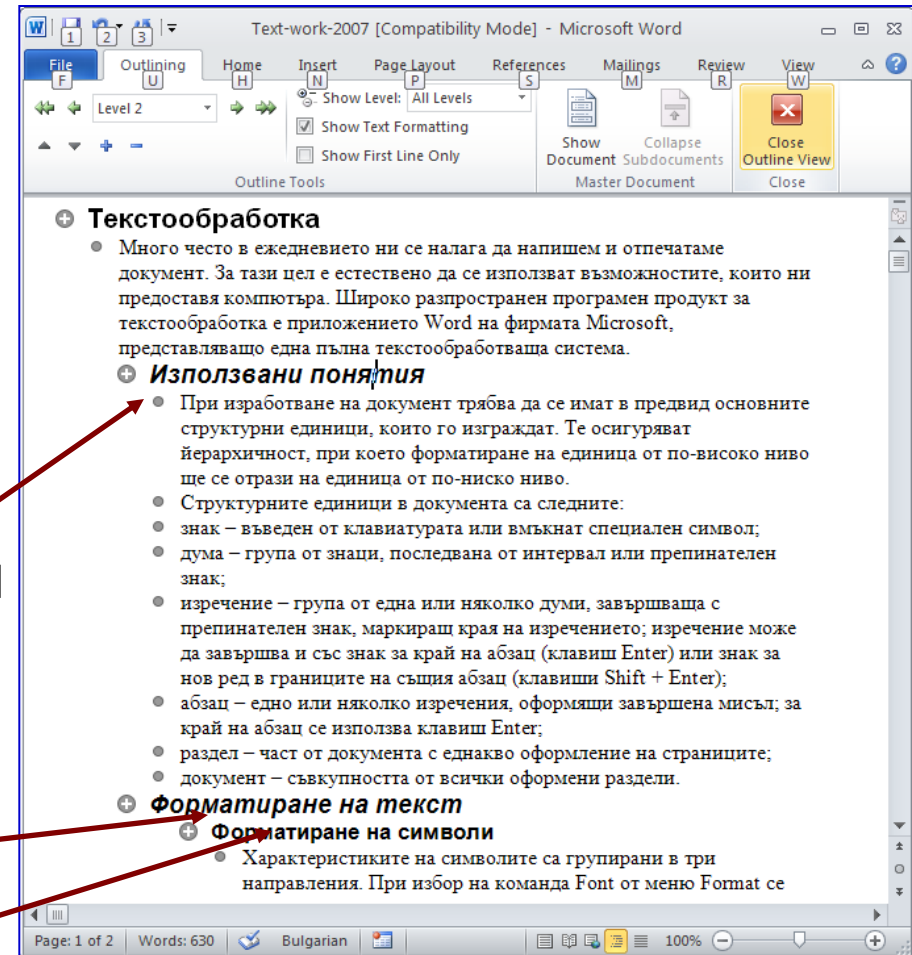 1 2 3 Text-work-2007 [Compatibility Mode] - Microsoft Word
File Outlining Home Insert Page Layout References Mailings Review View
F U H N P S M R W
Level 2
Show Level: All Levels
Show Text Formatting
Show First Line Only
Outline Tools
Show Document
Collapse Subdocuments
Master Document
Close Outline View
Close
Текстообработка
Много често в ежедневието ни се налага да напишем и отпечатаме
документ. За тази цел е естествено да се използват възможностите, които ни
предоставя компютъра. Широко разпространен програмен продукт за
текстообработка е приложението Word на фирмата Microsoft,
представляващо една пълна текстообработваща система.
Използвани понятия
При изработване на документ трябва да се имат в предвид основните
структурни единици, които го изграждат. Те осигуряват
йерархичност, при което форматиране на единица от по-високо ниво
ще се отрази на единица от по-ниско ниво.
Структурните единици в документа са следните:
знак – въведен от клавиатурата или вмъкнат специален символ;
дума – група от знаци, последвана от интервал или препинателен
знак;
изречение – група от една или няколко думи, завършваща с
препинателен знак, маркиращ края на изречението; изречение може
да завършва и със знак за край на абзац (клавиш Enter) или знак за
нов ред в границите на същия абзац (клавиши Shift + Enter);
абзац – едно или няколко изречения, оформящи завършена мисъл; за
край на абзац се използва клавиш Enter;
раздел – част от документа с еднакво оформление на страниците;
документ – съвкупността от всички оформени раздели.
Форматиране на текст
Форматиране на символи
Характеристиките на символите са групирани в три
направления. При избор на команда Font от меню Format се
Page: 1 of 2 Words: 630 Bulgarian 100%